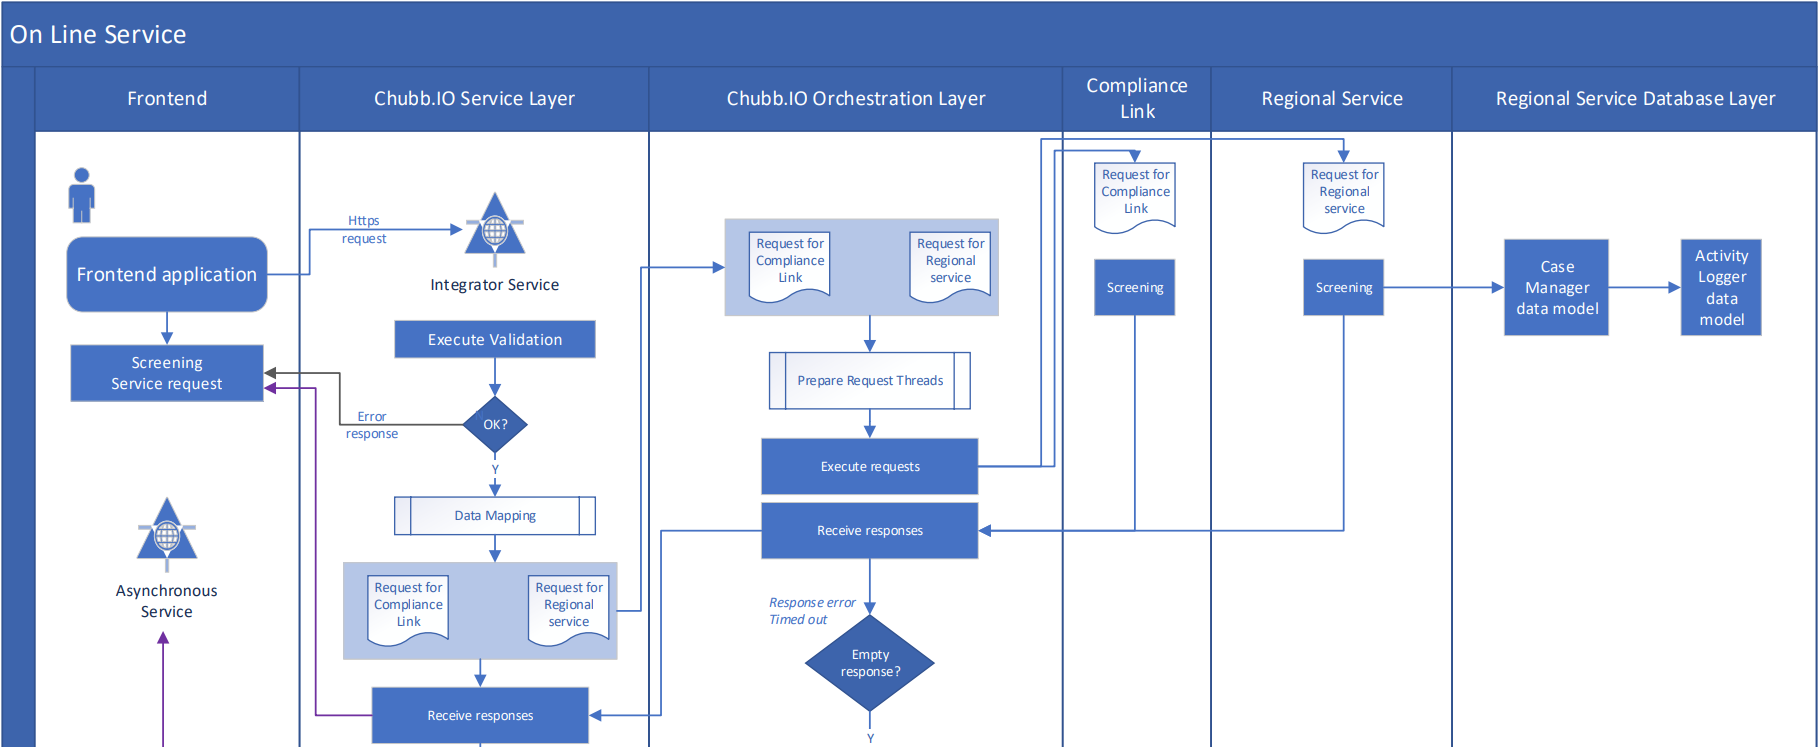 On Line Service
Frontend
Chubb.IO Service Layer
Chubb.IO Orchestration Layer
Compliance
Link
Regional Service
Regional Service Database Layer
Frontend application
Screening
Service request
Asynchronous
Service
Https
request
Integrator Service
Execute Validation
OK?
Error
response
Y
Data Mapping
Request for
Compliance
Link
Request for
Regional
service
Receive responses
Request for
Compliance
Link
Request for
Regional
service
Prepare Request Threads
Execute requests
Receive responses
Response error
Timed out
Empty
response?
Y
Request for
Compliance
Link
Screening
Request for
Regional
service
Screening
Case
Manager
data model
Activity
Logger
data
model